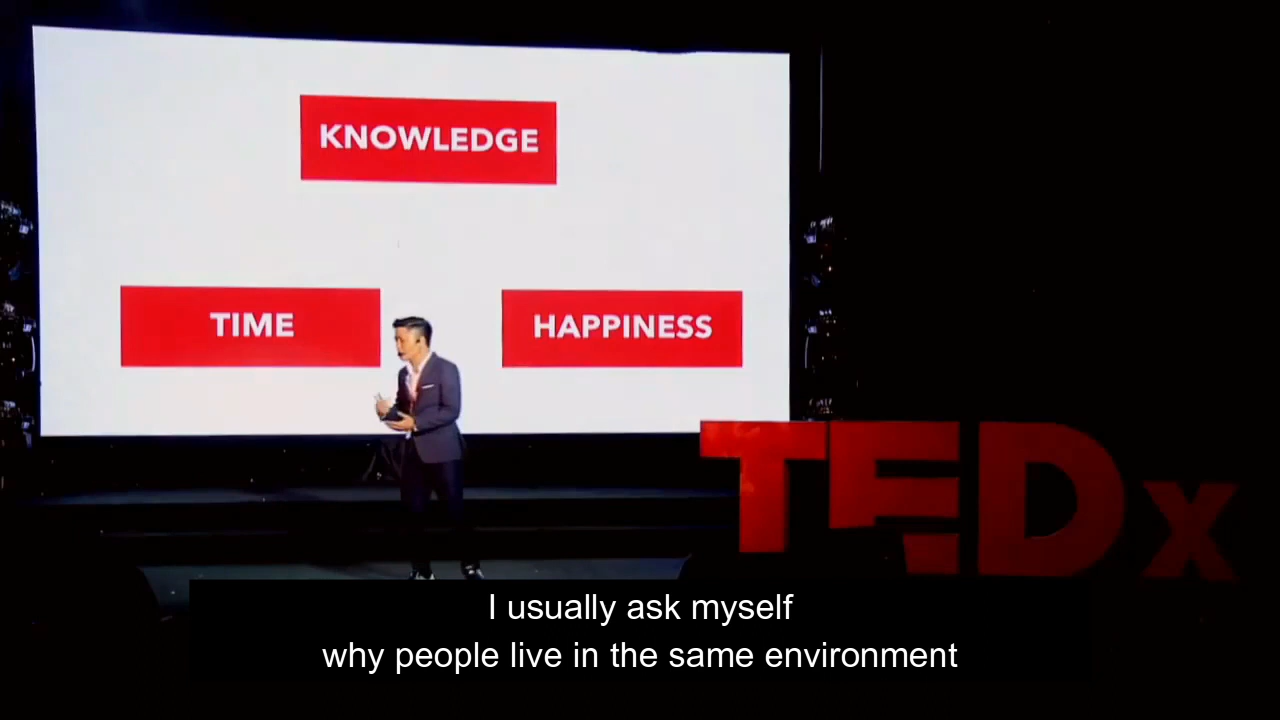 KNOWLEDGE
TIME
HAPPINESS
TEDx
I usually ask myself
why people live in the same environment